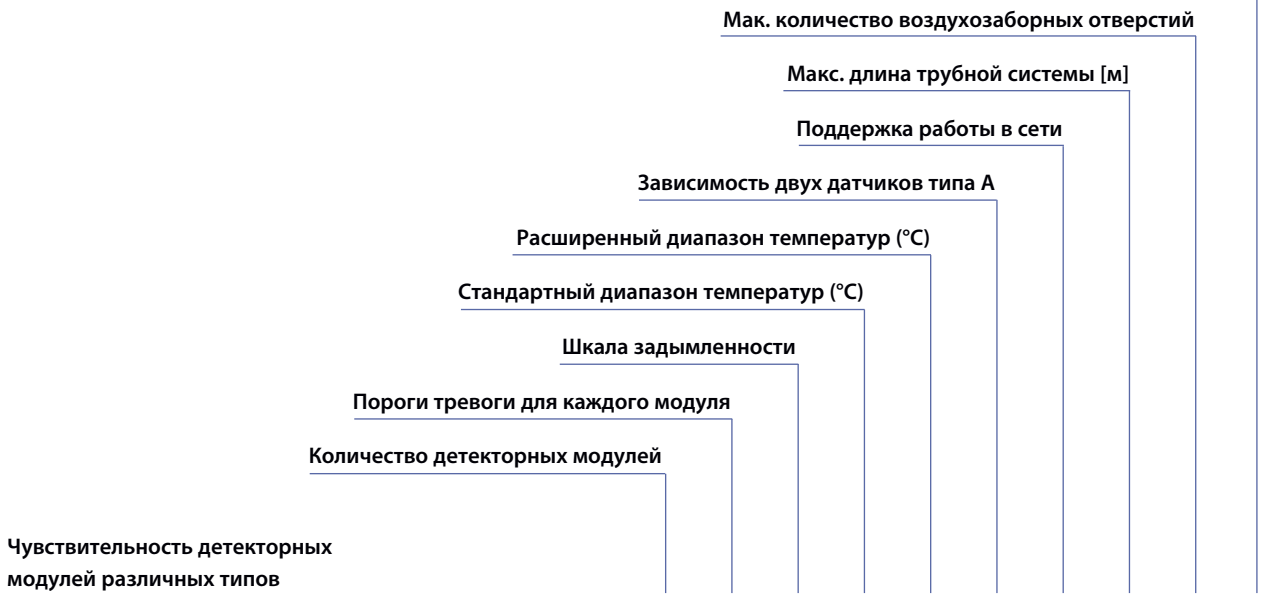 Мак. количество воздухозаборных отверстий
Макс. длина трубной системы [м]
Поддержка работы в сети
Зависимость двух датчиков типа А
Расширенный диапазон температур (°C)
Стандартный диапазон температур (°C)
Шкала задымленности
Пороги тревоги для каждого модуля
Количество детекторных модулей
Чувствительность детекторных
модулей различных типов